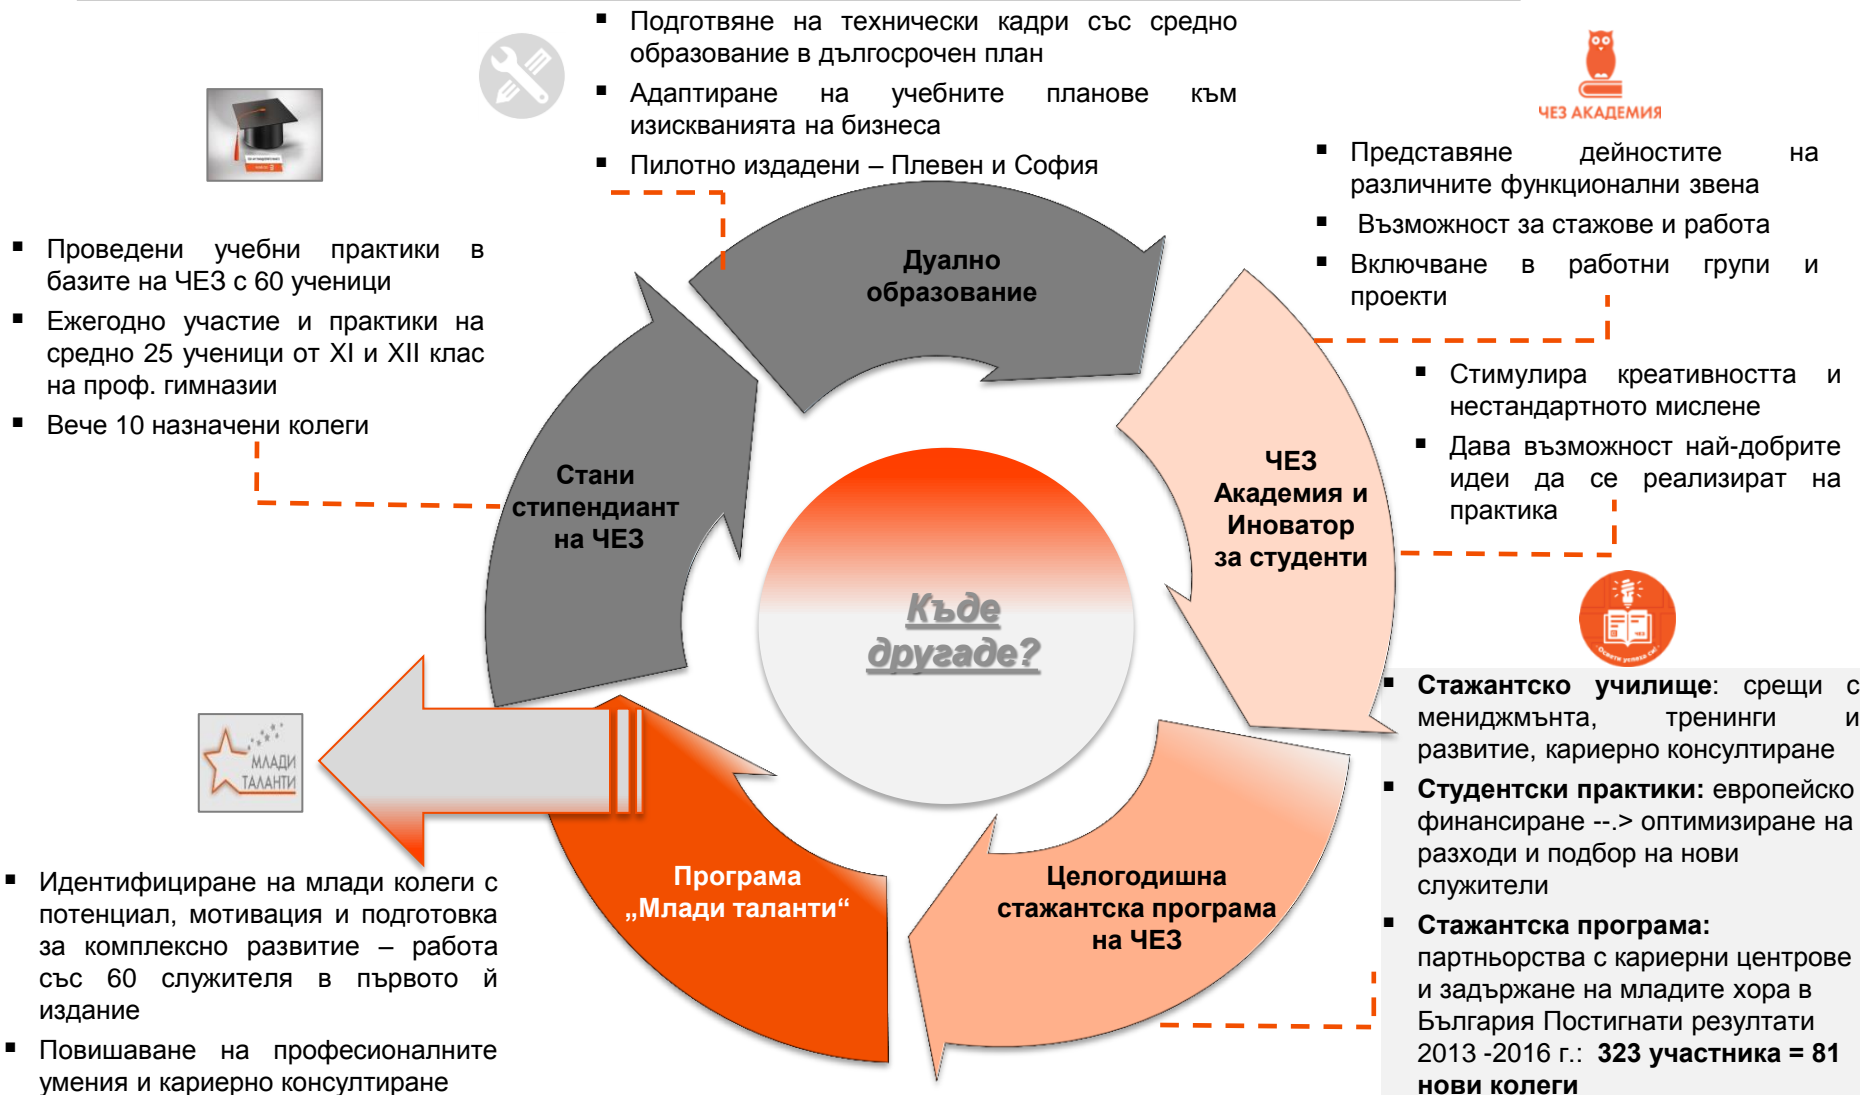 ▪ Подготвяне на технически кадри със средно
образование в дългосрочен план
▪ Адаптиране на учебните планове към
изискванията на бизнеса
▪ Пилотно издадени – Плевен и София
ЧЕЗ АКАДЕМИЯ
▪ Представяне дейностите на
различните функционални звена
▪ Възможност за стажове и работа
▪ Включване в работни групи и
проекти
▪ Проведени учебни практики в
базите на ЧЕЗ с 60 ученици
▪ Ежегодно участие и практики на
средно 25 ученици от XI и XII клас
на проф. гимназии
▪ Вече 10 назначени колеги
Дуално
образование
▪ Стимулира креативността и
нестандартното мислене
▪ Дава възможност най-добрите
идеи да се реализират на
практика
Стани
стипендиант
на ЧЕЗ
ЧЕЗ
Академия и
Иноватор
за студенти
Къде
другаде?
Освети успеха си!
▪ Стажантско училище: срещи с
мениджмънта, тренинги и
развитие, кариерно консултиране
▪ Студентски практики: европейско
финансиране --.> оптимизиране на
разходи и подбор на нови
служители
▪ Стажантска програма:
партньорства с кариерни центрове
и задържане на младите хора в
България Постигнати резултати
2013 -2016 г.: 323 участника = 81
нови колеги
МЛАДИ
ТАЛАНТИ
Програма
„Млади таланти“
Целогодишна
стажантска програма
на ЧЕЗ
▪ Идентифициране на млади колеги с
потенциал, мотивация и подготовка
за комплексно развитие – работа
със 60 служителя в първото й
издание
▪ Повишаване на професионалните
умения и кариерно консултиране